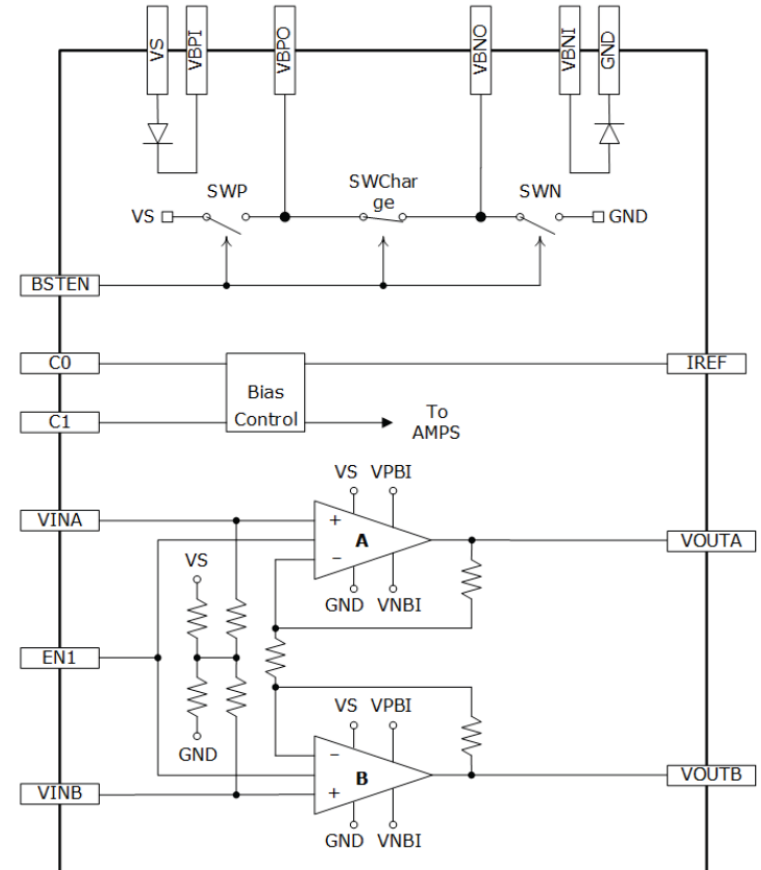 VS
VBPI
VBPO
VBNO
VBNI
GND
SWP
SWChar
ge
SWN
VS
GND
BSTEN
C0
IREF
Bias
Control
C1
To
AMPS
VS VPBI
VINA
+
A
−
VOUTA
VS
GND VNBI
EN1
VS VPBI
GND
−
B
+
VOUTB
VINB
GND VNBI